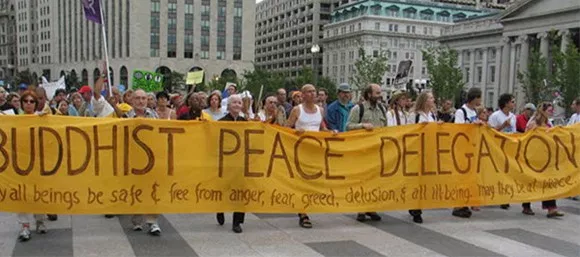 BUDDHIST PEACE DELEGATION
May all beings be safe & free from anger, fear, greed, delusion, & all ill-being. may they be at peace.